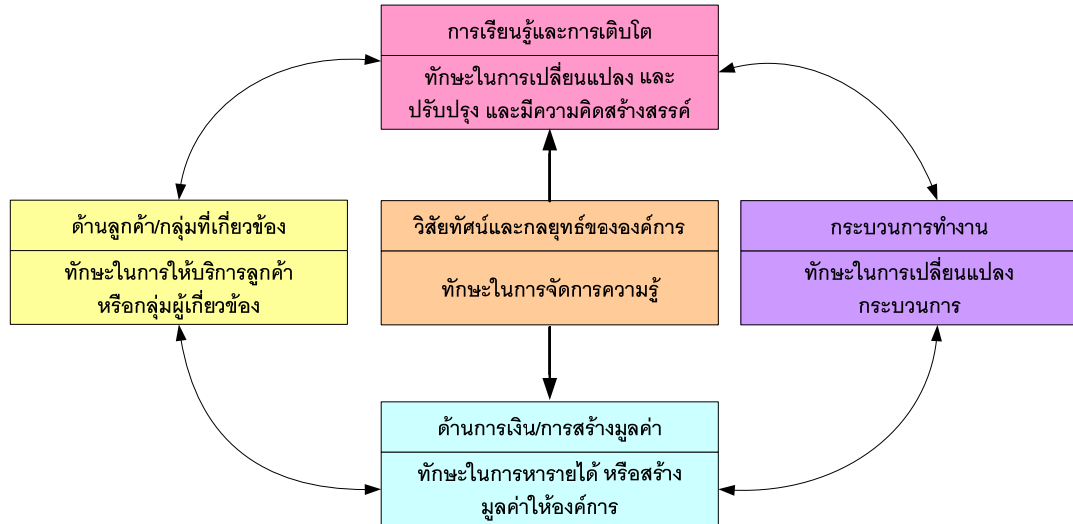 การเรียนรู้และการเติบโต
ทักษะในการเปลี่ยนแปลง และ
ปรับปรุง และมีความคิดสร้างสรรค์
ด้านลูกค้า/กลุ่มที่เกี่ยวข้อง
ทักษะในการให้บริการลูกค้า
หรือกลุ่มผู้เกี่ยวข้อง
วิสัยทัศน์และกลยุทธ์ขององค์การ
ทักษะในการจัดการความรู้
กระบวนการทำงาน
ทักษะในการเปลี่ยนแปลง
กระบวนการ
ด้านการเงิน/การสร้างมูลค่า
ทักษะในการหารายได้ หรือสร้าง
มูลค่าให้องค์การ